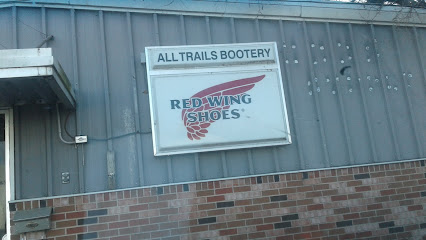 ALL TRAILS BOOTERY
RED WING
SHOES®